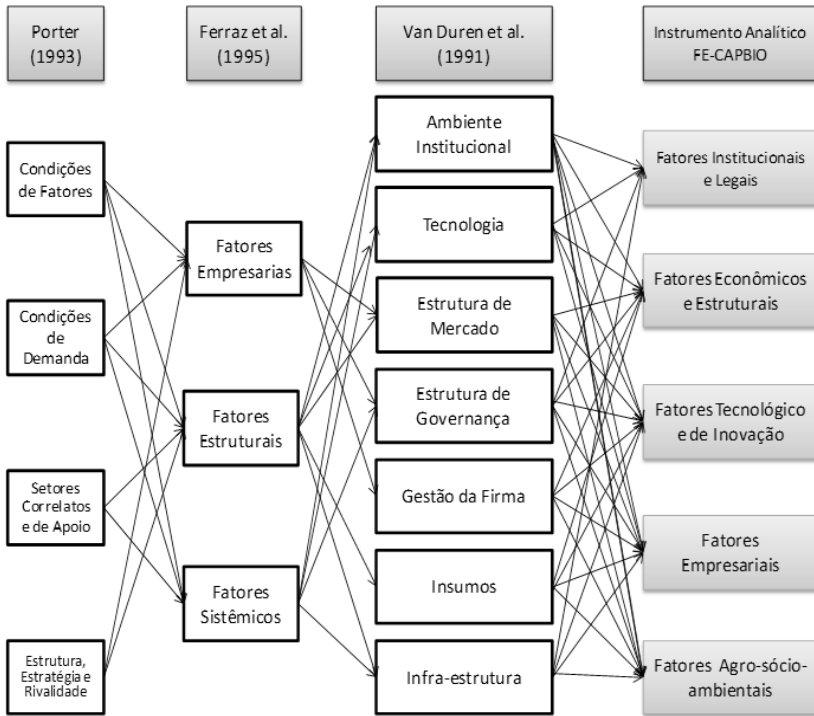 Porter
(1993)
Ferraz et al.
(1995)
Van Duren et al.
(1991)
Instrumento Analítico
FE-CAPBIO
Condições
de Fatores
Condições
de
Demanda
Setores
Correlatos
e de Apoio
Estrutura,
Estratégia e
Rivalidade
Fatores
Empresarias
Fatores
Estruturais
Fatores
Sistêmicos
Ambiente
Institucional
Tecnologia
Estrutura de
Mercado
Estrutura de
Governança
Gestão da Firma
Insumos
Infra-estrutura
Fatores Institucionais
e Legais
Fatores Econômicos
e Estruturais
Fatores Tecnológico
e de Inovação
Fatores
Empresariais
Fatores Agro-sócio-
ambientais